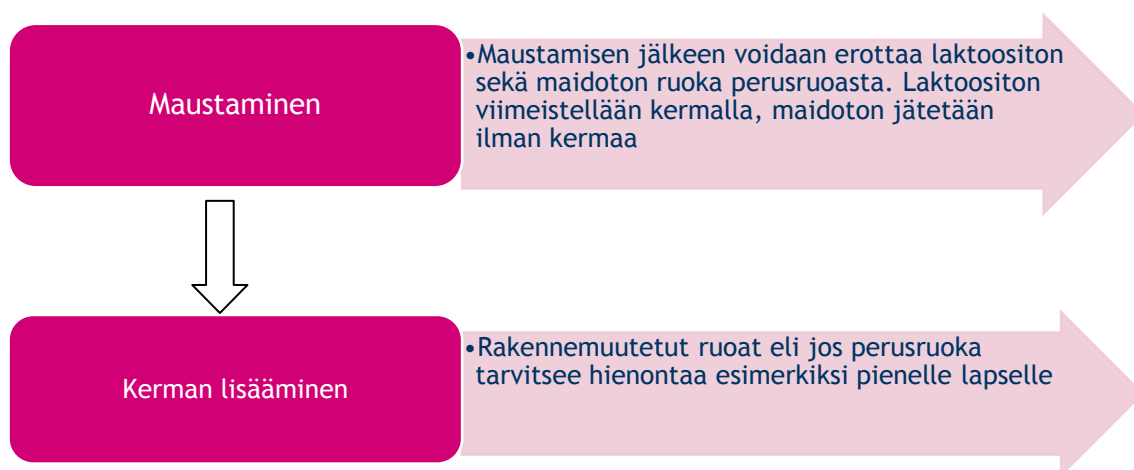 Maustaminen
•Maustamisen jälkeen voidaan erottaa laktoositon
sekä maidoton ruoka perusruoasta. Laktoositon
viimeistellään kermalla, maidoton jätetään
ilman kermaa
Kerman lisääminen
•Rakennemuutetut ruoat eli jos perusruoka
tarvitsee hienontaa esimerkiksi pienelle lapselle